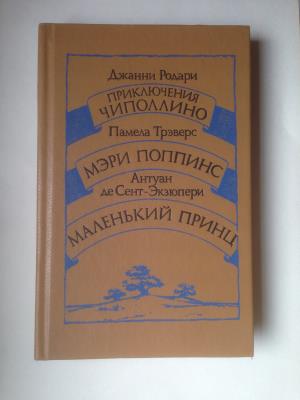 Джанни Родари
ПРИКЛЮЧЕНИЯ
ЧИПОЛЛИНО
Памела Трэверс
МЭРИ ПОППИНС
Антуан
де Сент-Экзюпери
МАЛЕНЬКИЙ ПРИНЦ